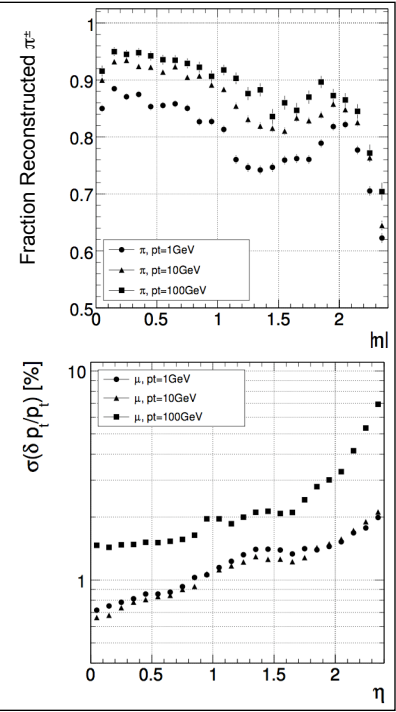 Fraction Reconstructed π±
1
0.9
0.8
0.7
0.6
0.5
π, pt=1GeV
π, pt=10GeV
π, pt=100GeV
0 0.5 1 1.5 2
|η|
σ(δ pt/pt) [%]
10
1
μ, pt=1GeV
μ, pt=10GeV
μ, pt=100GeV
0 0.5 1 1.5 2
η